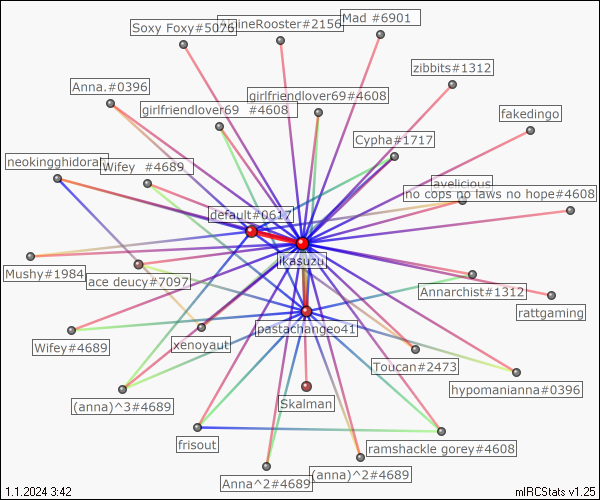 Soxy Foxy#5076
Mad #6901
zibbits#1312
Anna.#0396
girlfriendlover69 #4608
girlfriendlover69#4608
fakedingo
Cypha#1717
neokingghidora
Wifey #4689
no cops no laws no hope#4608
default#0617
ikasuzu
Mushy#1984
ace deucy#7097
Annarchist#1312
rattgaming
pastachangeo41
Wifey#4689
xenoyaut
Toucan#2473
hypomanianna#0396
(anna)^3#4689
Skalman
frisout
ramshackle gorey#4608
Anna^2#4689
(anna)^2#4689
1.1.2024 3:42
mIRCStats v1.25